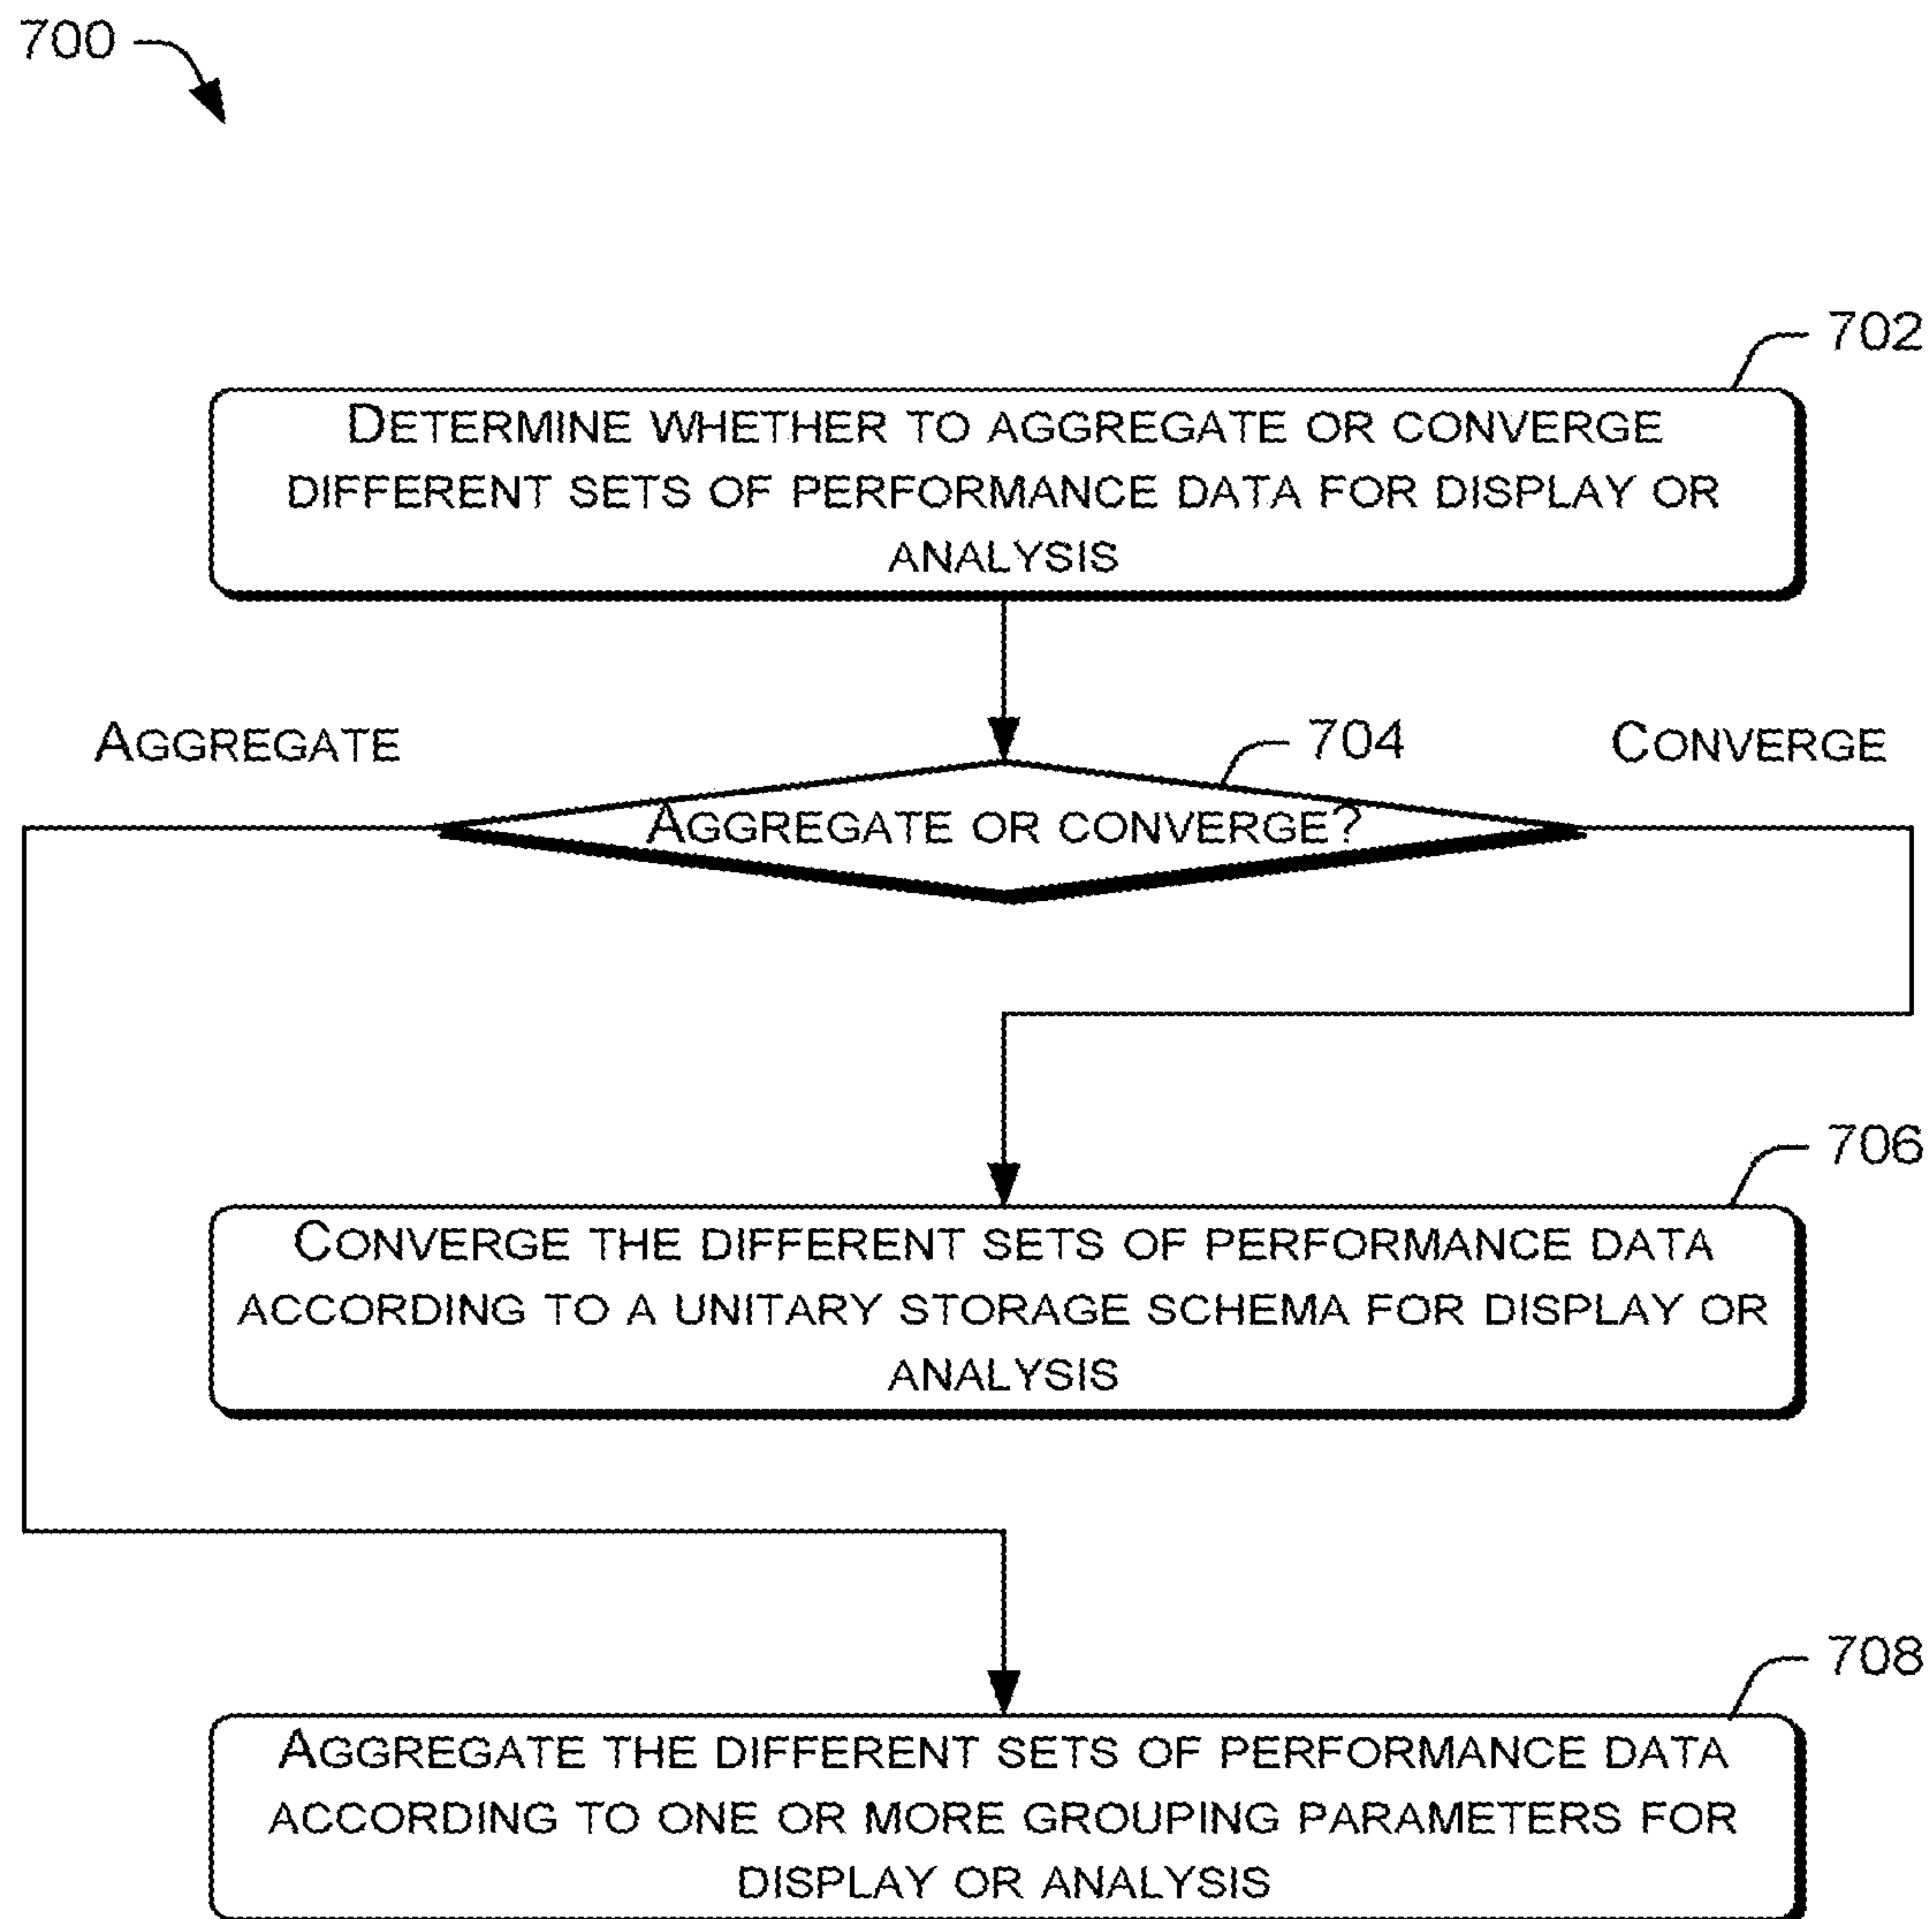 700
702
DETERMINE WHETHER TO AGGREGATE OR CONVERGE
DIFFERENT SETS OF PERFORMANCE DATA FOR DISPLAY OR
ANALYSIS
AGGREGATE
704
CONVERGE
AGGREGATE OR CONVERGE?
706
CONVERGE THE DIFFERENT SETS OF PERFORMANCE DATA
ACCORDING TO A UNITARY STORAGE SCHEMA FOR DISPLAY OR
ANALYSIS
708
AGGREGATE THE DIFFERENT SETS OF PERFORMANCE DATA
ACCORDING TO ONE OR MORE GROUPING PARAMETERS FOR
DISPLAY OR ANALYSIS